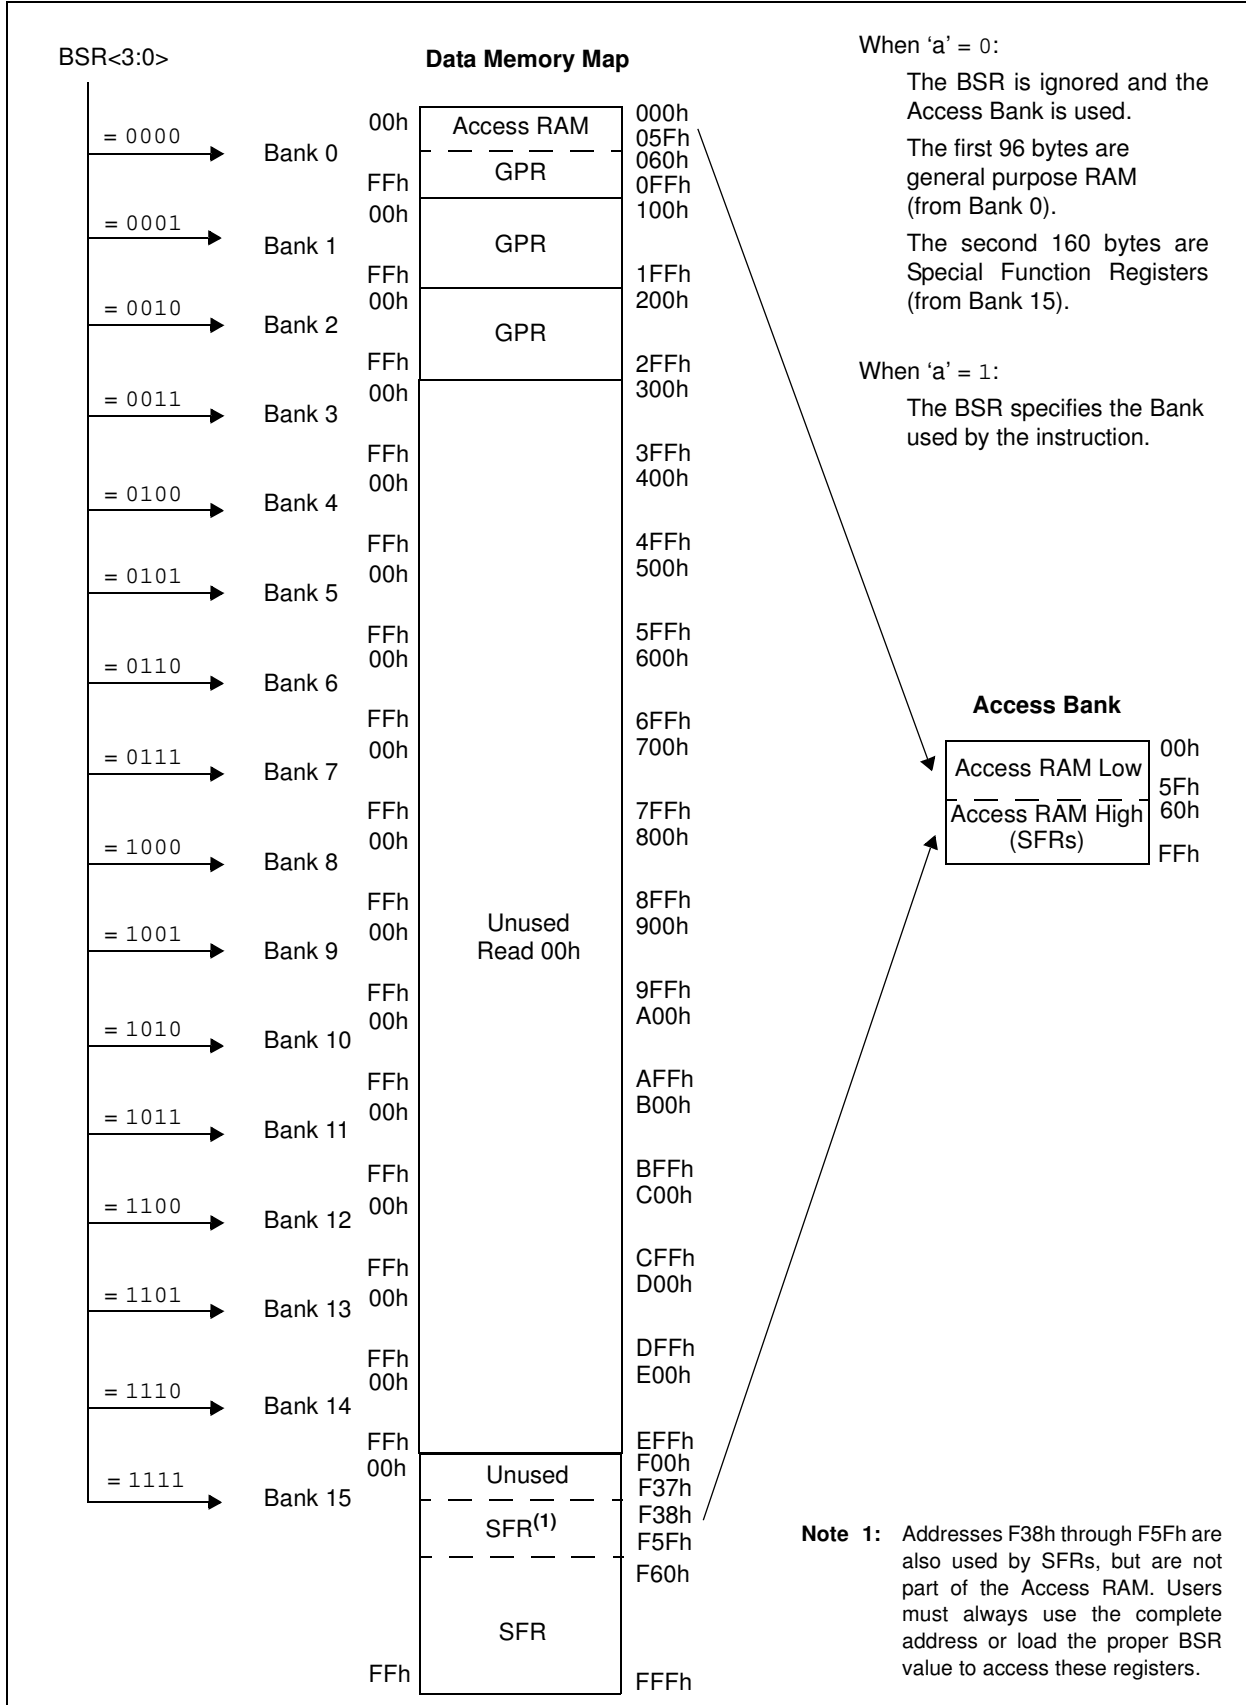 BSR<3:0>
Data Memory Map
= 0000
Bank 0
00h
Access RAM
000h
05Fh
GPR
060h
FFh
0FFh
= 0001
Bank 1
00h
GPR
100h
FFh
1FFh
= 0010
Bank 2
00h
GPR
200h
FFh
2FFh
= 0011
Bank 3
00h
300h
FFh
3FFh
= 0100
Bank 4
00h
400h
FFh
4FFh
= 0101
Bank 5
00h
500h
FFh
5FFh
= 0110
Bank 6
00h
600h
FFh
6FFh
= 0111
Bank 7
00h
700h
FFh
7FFh
= 1000
Bank 8
00h
800h
FFh
8FFh
= 1001
Bank 9
00h
Unused
Read 00h
900h
FFh
9FFh
= 1010
Bank 10
00h
A00h
FFh
AFFh
= 1011
Bank 11
00h
B00h
FFh
BFFh
= 1100
Bank 12
00h
C00h
FFh
CFFh
= 1101
Bank 13
00h
D00h
FFh
DFFh
= 1110
Bank 14
00h
E00h
FFh
EFFh
= 1111
Bank 15
00h
Unused
F00h
F37h
SFR(1)
F38h
F5Fh
F60h
SFR
FFh
FFFh
When ‘a’ = 0:
The BSR is ignored and the
Access Bank is used.
The first 96 bytes are
general purpose RAM
(from Bank 0).
The second 160 bytes are
Special Function Registers
(from Bank 15).
When ‘a’ = 1:
The BSR specifies the Bank
used by the instruction.
Access Bank
Access RAM Low
00h
5Fh
Access RAM High
(SFRs)
60h
FFh
Note 1: Addresses F38h through F5Fh are
also used by SFRs, but are not
part of the Access RAM. Users
must always use the complete
address or load the proper BSR
value to access these registers.